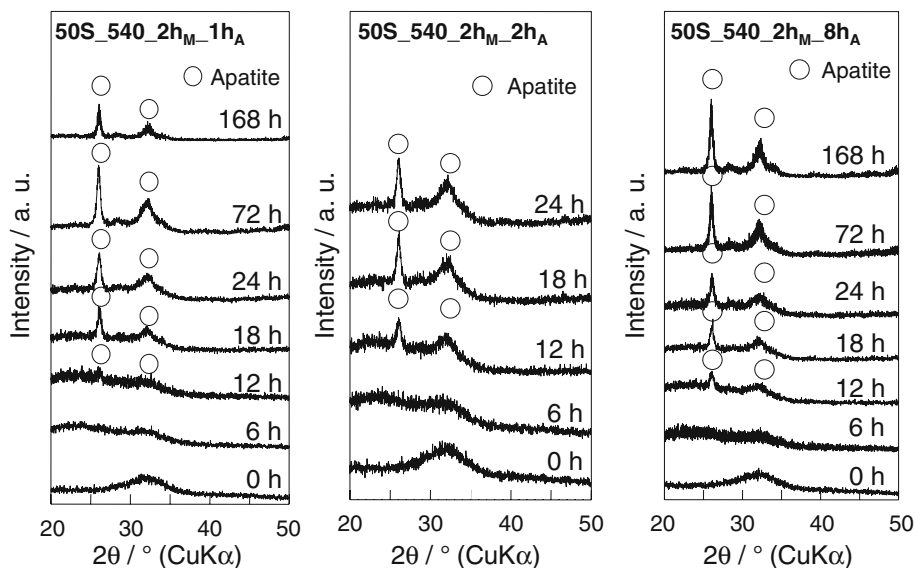 50S_540_2hM_1hA
Apatite
168 h
72 h
24 h
18 h
12 h
6 h
0 h
Intensity / a. u.
20 30 40 50
2θ / ° (CuKα)
50S_540_2hM_2hA
Apatite
24 h
18 h
12 h
6 h
0 h
Intensity / a. u.
20 30 40 50
2θ / ° (CuKα)
50S_540_2hM_8hA
Apatite
168 h
72 h
24 h
18 h
12 h
6 h
0 h
Intensity / a. u.
20 30 40 50
2θ / ° (CuKα)